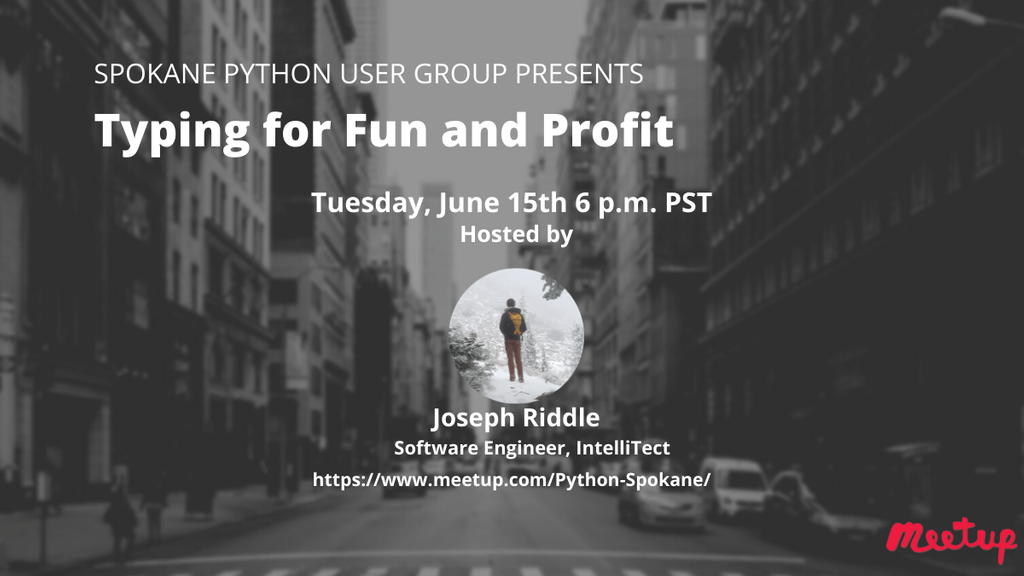 SPOKANE PYTHON USER GROUP PRESENTS
Typing for Fun and Profit
Tuesday, June 15th 6 p.m. PST
Hosted by
Joseph Riddle
Software Engineer, IntelliTect
https://www.meetup.com/Python-Spokane/
meetup